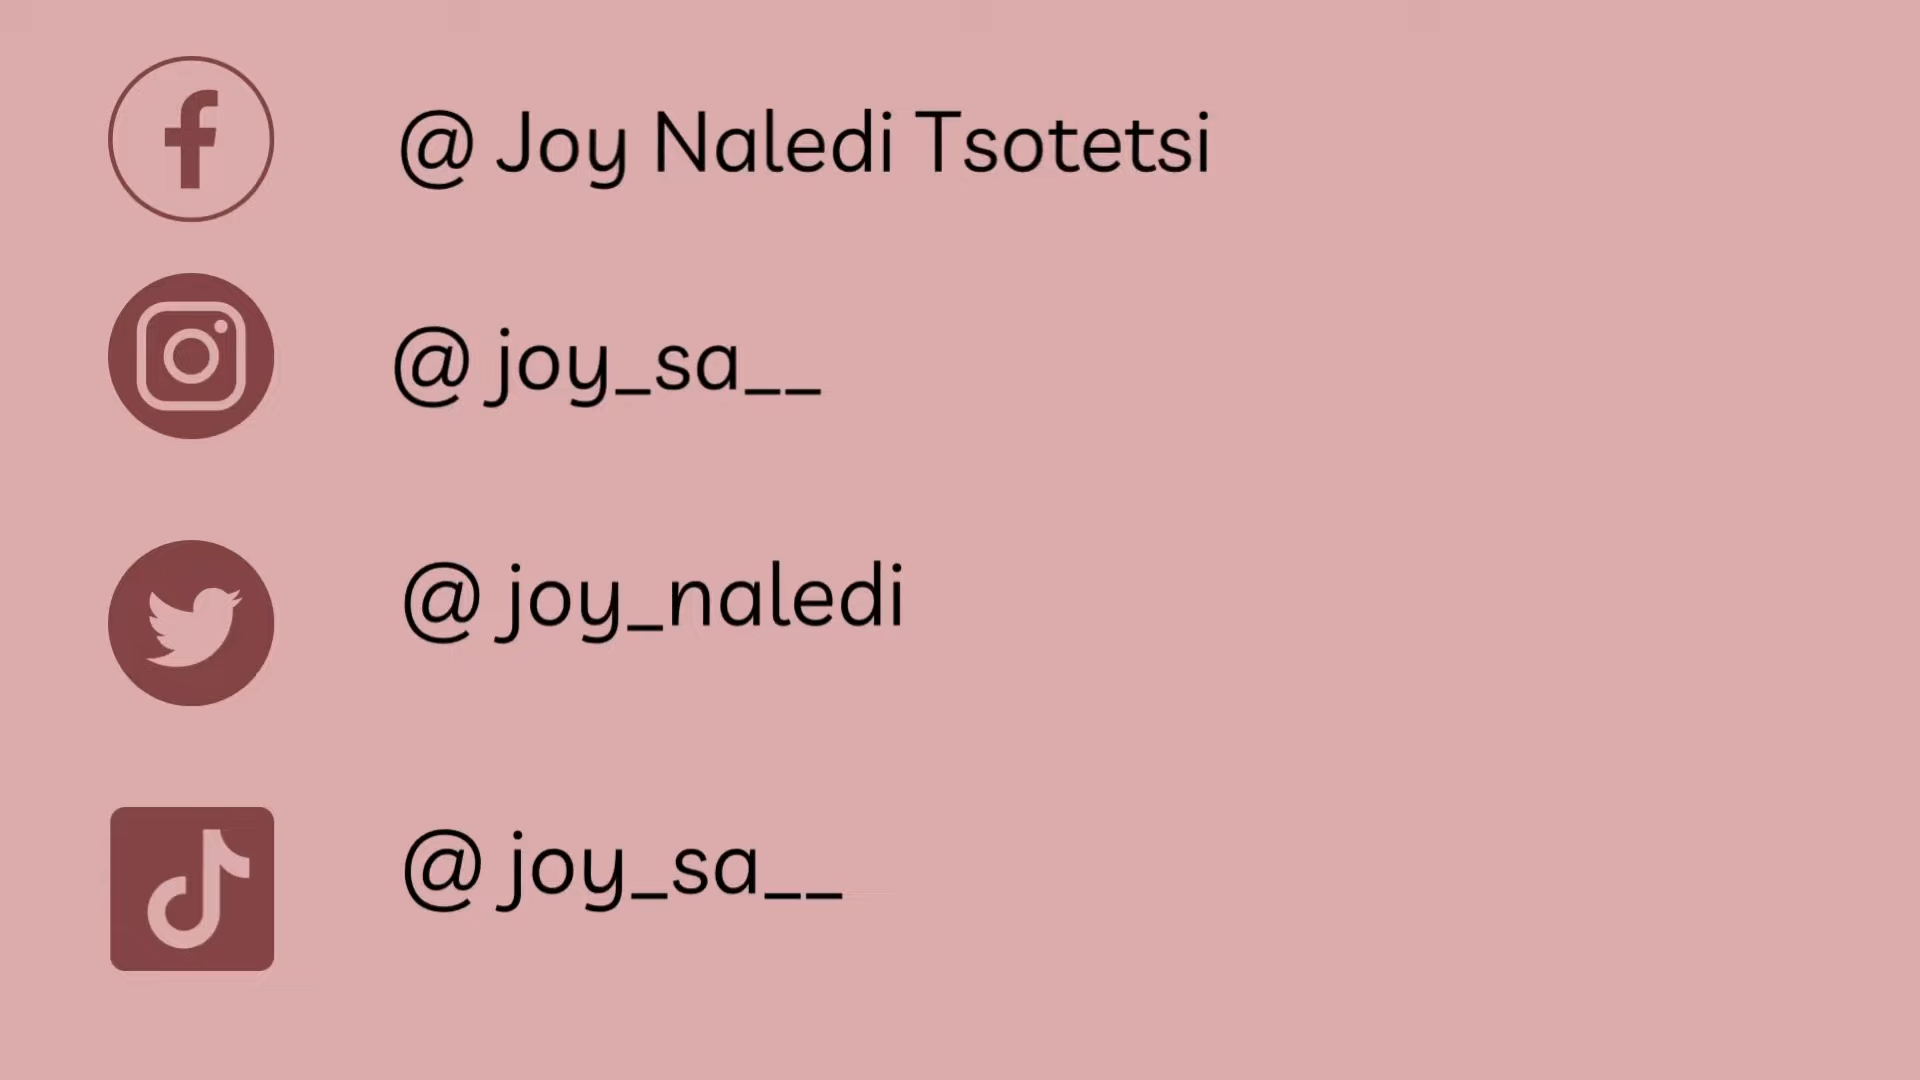 @ Joy Naledi Tsotetsi
@ joy_sa__
@ joy_naledi
@ joy_sa__